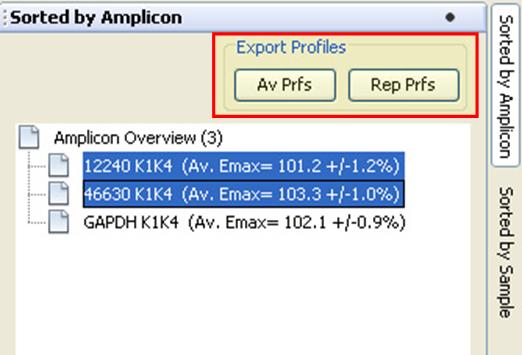 Sorted by Amplicon
Export Profiles
Av Prfs
Rep Prfs
Amplicon Overview (3)
12240 K1K4 (Av. Emax= 101.2 +/-1.2%)
46630 K1K4 (Av. Emax= 103.3 +/-1.0%)
GAPDH K1K4 (Av. Emax= 102.1 +/-0.9%)
Sorted by Amplicon
Sorted by Sample